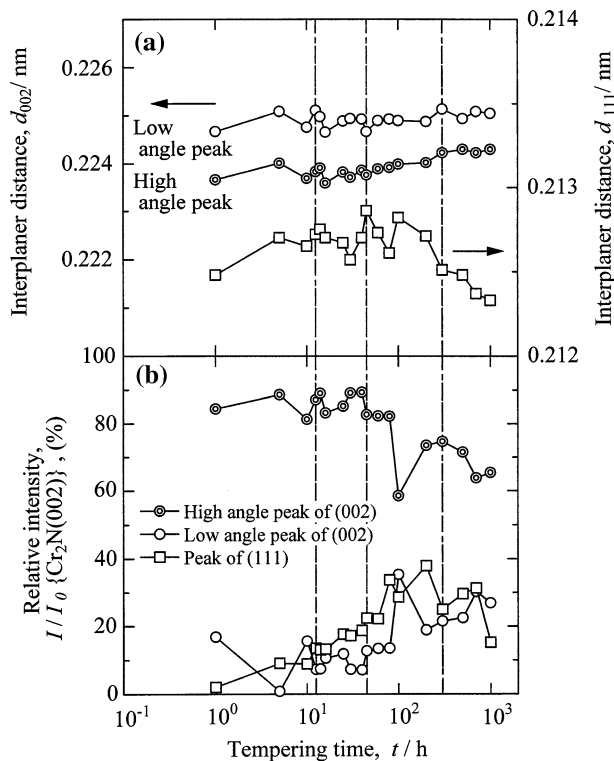 (a)
0.226
0.224
0.222
Interplaner distance, d002/ nm
Low
angle peak
High
angle peak
0.214
0.213
0.212
Interplaner distance, d 111/ nm
(b)
100
80
60
40
20
0
Relative intensity,
I / I 0 {Cr2N(002)} , (%)
High angle peak of (002)
Low angle peak of (002)
Peak of (111)
10-1
100
101
102
103
Tempering time, t / h